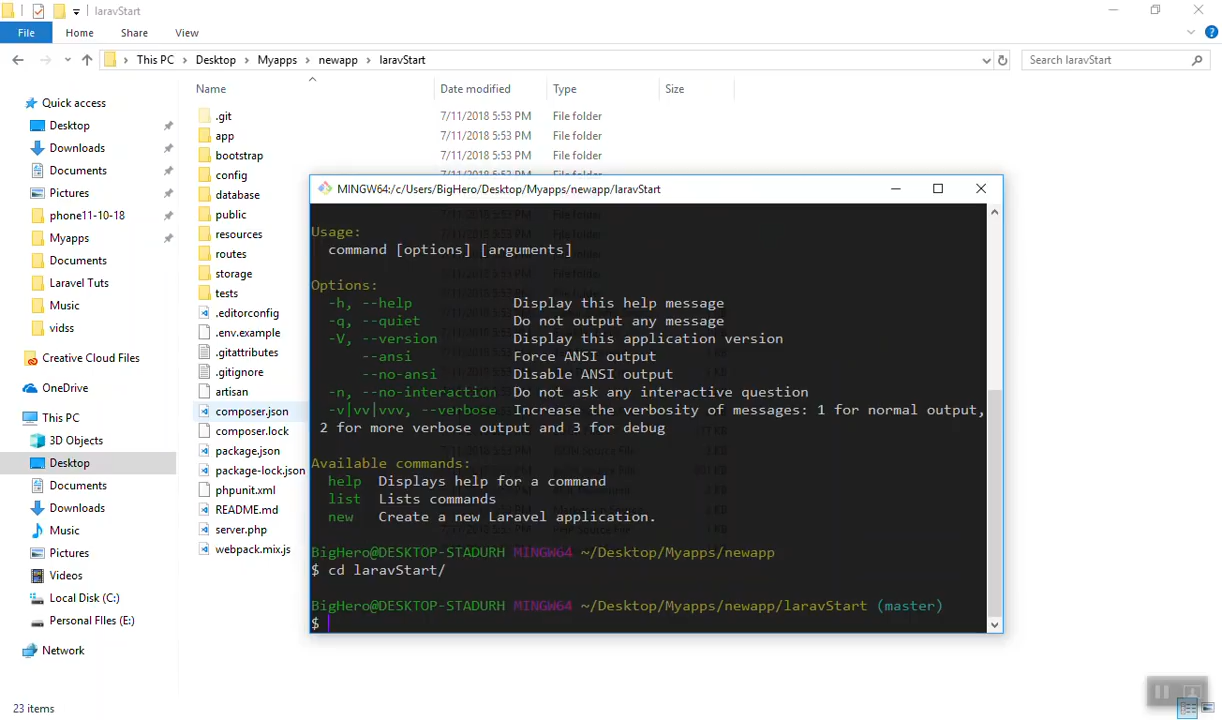 laravStart
File Home Share View
This PC Desktop Myapps newapp laravStart
Search laravStart
Name Date modified Type Size
Quick access
Desktop
Downloads
Documents
Pictures
phone11-10-18
Myapps
Documents
Laravel Tuts
Music
vidss
Creative Cloud Files
OneDrive
This PC
3D Objects
Desktop
Documents
Downloads
Music
Pictures
Videos
Local Disk (C:)
Personal FIles (E:)
Network
.git 7/11/2018 5:53 PM File folder
app 7/11/2018 5:53 PM File folder
bootstrap 7/11/2018 5:53 PM File folder
config
database
public
resources
routes
storage
tests
.editorconfig
.env.example
.gitattributes
.gitignore
artisan
composer.json
composer.lock
package.json
package-lock.json
phpunit.xml
README.md
server.php
webpack.mix.js
MINGW64:/c/Users/BigHero/Desktop/Myapps/newapp/laravStart
Usage:
command [options] [arguments]
Options:
-h, --help Display this help message
-q, --quiet Do not output any message
-V, --version Display this application version
--ansi Force ANSI output
--no-ansi Disable ANSI output
-n, --no-interaction Do not ask any interactive question
-v|vv|vvv, --verbose Increase the verbosity of messages: 1 for normal output,
2 for more verbose output and 3 for debug
Available commands:
help Displays help for a command
list Lists commands
new Create a new Laravel application.
BigHero@DESKTOP-STADURH MINGW64 ~/Desktop/Myapps/newapp
$ cd laravStart/
BigHero@DESKTOP-STADURH MINGW64 ~/Desktop/Myapps/newapp/laravStart (master)
$
23 items